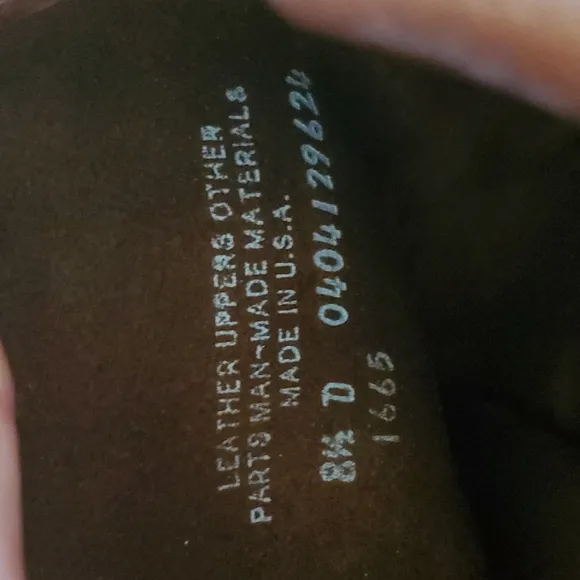 LEATHER UPPERS OTHER
PARTS MAN-MADE MATERIALS
MADE IN U.S.A.
8½ D 0404129624
1665